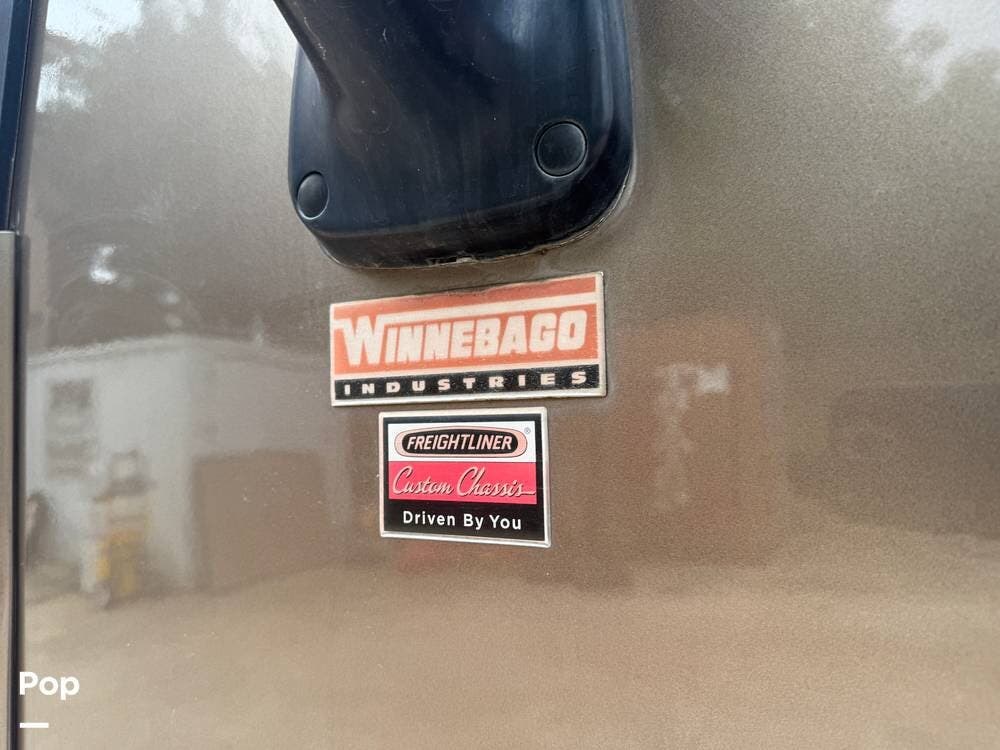 WINNEBAGO
INDUSTRIES
FREIGHTLINER®
Custom Chassis
Driven By You
Pop